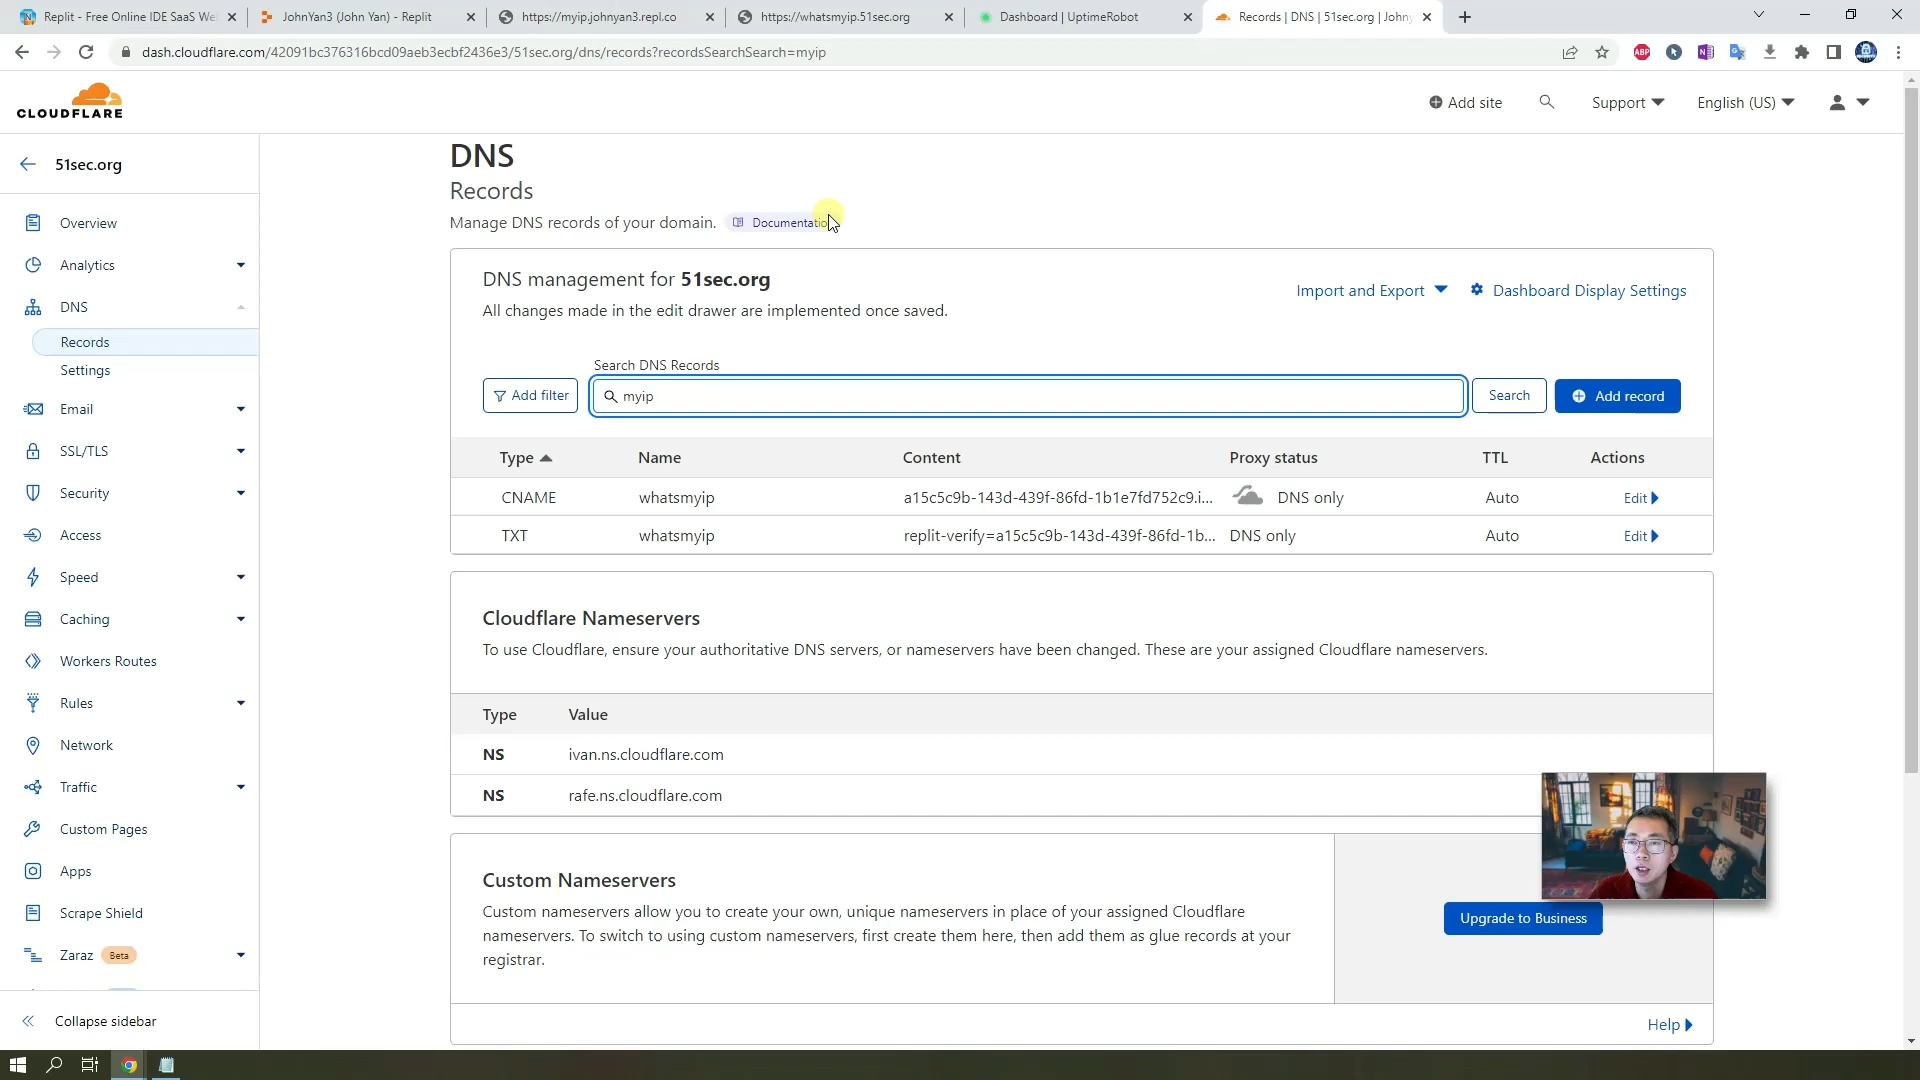 Replit - Free Online IDE SaaS We
JohnYan3 (John Yan) - Replit
https://myip.johnyan3.repl.co
https://whatsmyip.51sec.org
Dashboard | UptimeRobot
Records | DNS | 51sec.org | Johny
dash.cloudflare.com/42091bc376316bcd09aeb3ecbf2436e3/51sec.org/dns/records?recordsSearchSearch=myip
ABP
CLOUDFLARE
Add site
Support
English (US)
51sec.org
Overview
Analytics
DNS
Records
Settings
Email
SSL/TLS
Security
Access
Speed
Caching
Workers Routes
Rules
Network
Traffic
Custom Pages
Apps
Scrape Shield
Zaraz Beta
Collapse sidebar
DNS
Records
Manage DNS records of your domain. Documentatio
DNS management for 51sec.org
All changes made in the edit drawer are implemented once saved.
Import and Export
Dashboard Display Settings
Search DNS Records
Add filter
myip
Search
Add record
Type Name Content Proxy status TTL Actions
CNAME whatsmyip a15c5c9b-143d-439f-86fd-1b1e7fd752c9.i... DNS only Auto Edit
TXT whatsmyip replit-verify=a15c5c9b-143d-439f-86fd-1b... DNS only Auto Edit
Cloudflare Nameservers
To use Cloudflare, ensure your authoritative DNS servers, or nameservers have been changed. These are your assigned Cloudflare nameservers.
Type Value
NS ivan.ns.cloudflare.com
NS rafe.ns.cloudflare.com
Custom Nameservers
Custom nameservers allow you to create your own, unique nameservers in place of your assigned Cloudflare
nameservers. To switch to using custom nameservers, first create them here, then add them as glue records at your
registrar.
Upgrade to Business
Help